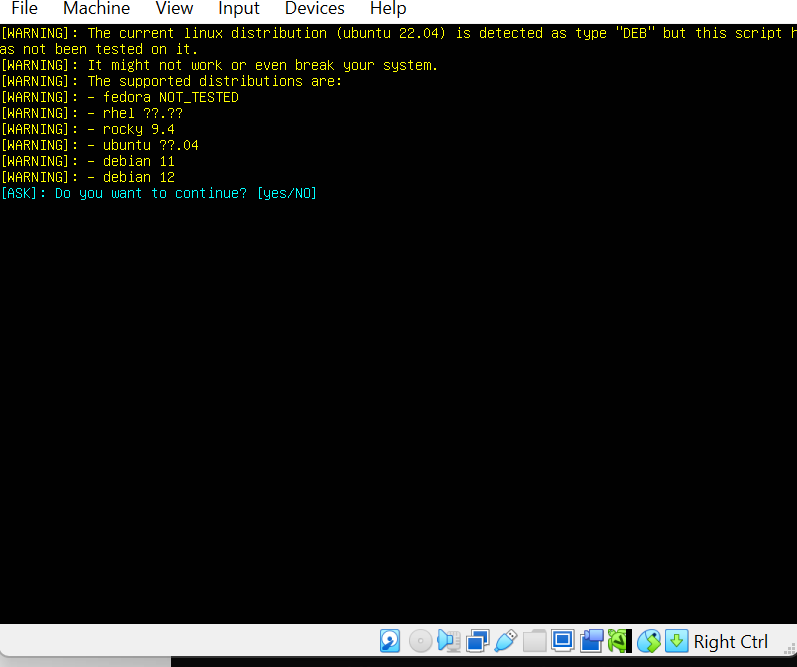 File Machine View Input Devices Help
[WARNING]: The current linux distribution (ubuntu 22.04) is detected as type "DEB" but this script h
as not been tested on it.
[WARNING]: It might not work or even break your system.
[WARNING]: The supported distributions are:
[WARNING]: - fedora NOT_TESTED
[WARNING]: - rhel ??.??
[WARNING]: - rocky 9.4
[WARNING]: - ubuntu ??.04
[WARNING]: - debian 11
[WARNING]: - debian 12
[ASK]: Do you want to continue? [yes/NO]
Right Ctrl